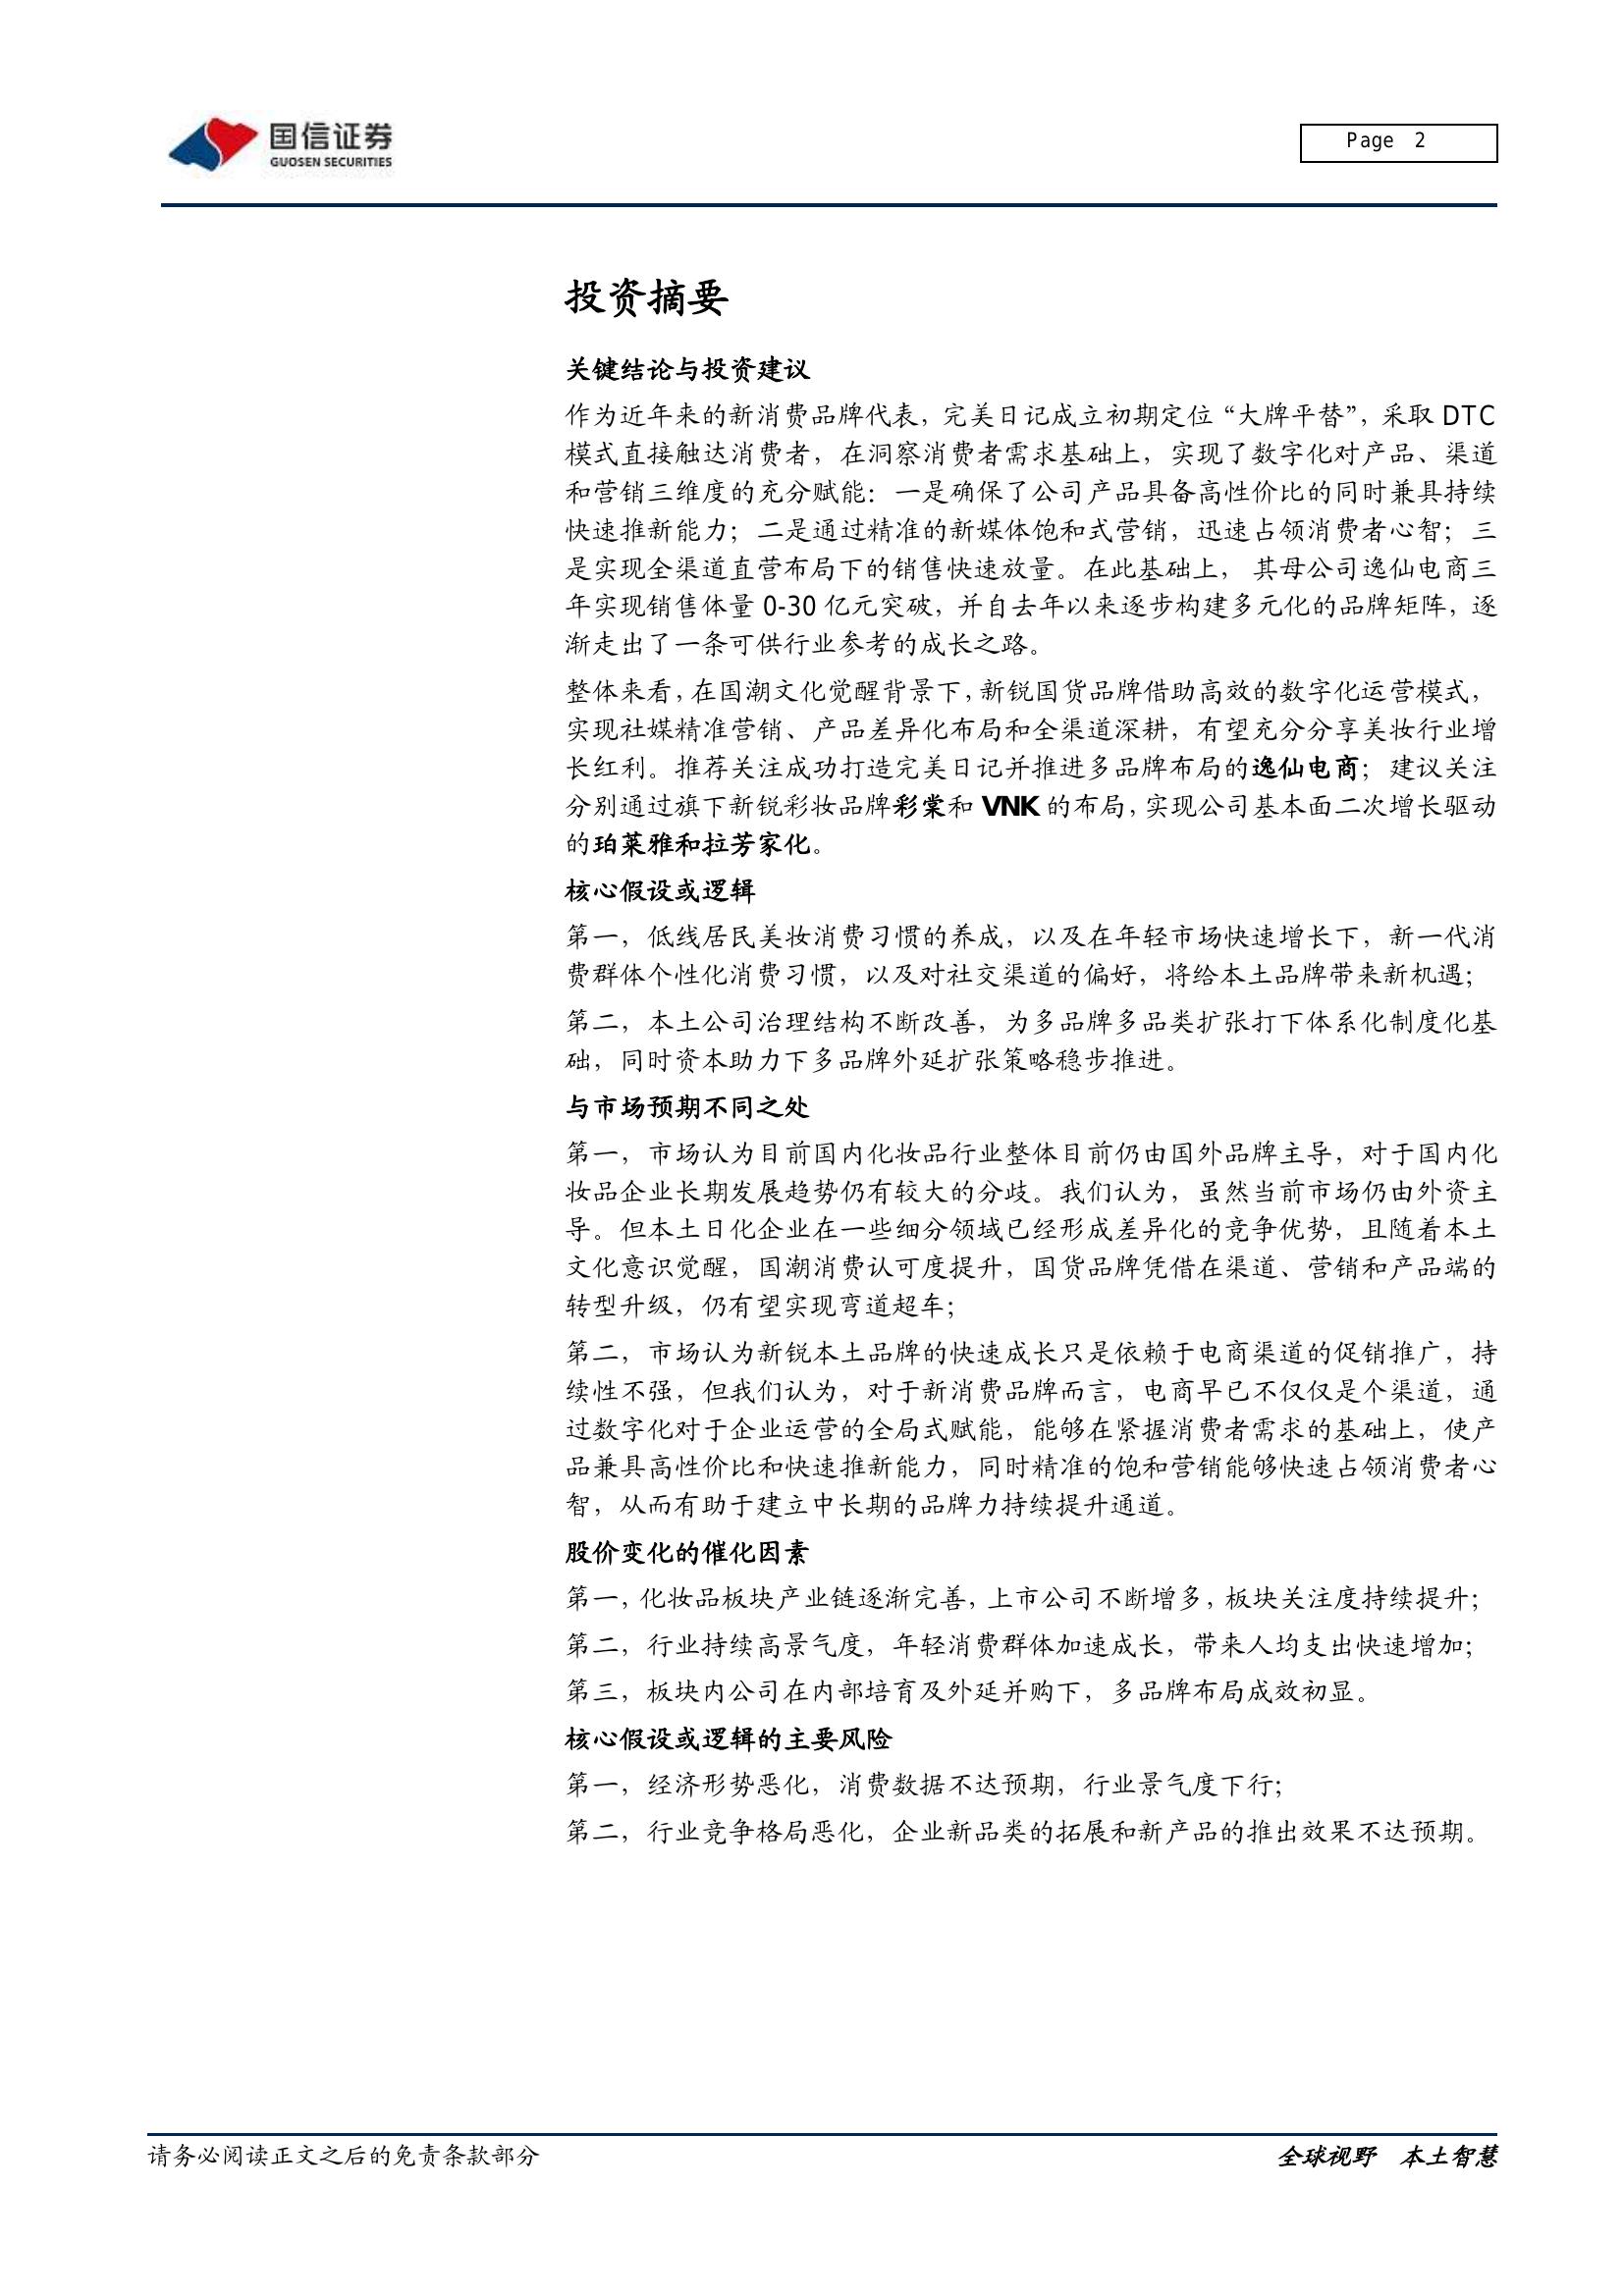 国信证券
GUOSEN SECURITIES
Page 2
投资摘要
关键结论与投资建议
作为近年来的新消费品牌代表，完美日记成立初期定位“大牌平替”，采取 DTC
模式直接触达消费者，在洞察消费者需求基础上，实现了数字化对产品、渠道
和营销三维度的充分赋能：一是确保了公司产品具备高性价比的同时兼具持续
快速推新能力；二是通过精准的新媒体饱和式营销，迅速占领消费者心智；三
是实现全渠道直营布局下的销售快速放量。在此基础上， 其母公司逸仙电商三
年实现销售体量 0-30 亿元突破，并自去年以来逐步构建多元化的品牌矩阵，逐
渐走出了一条可供行业参考的成长之路。
整体来看，在国潮文化觉醒背景下，新锐国货品牌借助高效的数字化运营模式，
实现社媒精准营销、产品差异化布局和全渠道深耕，有望充分分享美妆行业增
长红利。推荐关注成功打造完美日记并推进多品牌布局的逸仙电商；建议关注
分别通过旗下新锐彩妆品牌彩棠和 VNK 的布局，实现公司基本面二次增长驱动
的珀莱雅和拉芳家化。
核心假设或逻辑
第一，低线居民美妆消费习惯的养成，以及在年轻市场快速增长下，新一代消
费群体个性化消费习惯，以及对社交渠道的偏好，将给本土品牌带来新机遇；
第二，本土公司治理结构不断改善，为多品牌多品类扩张打下体系化制度化基
础，同时资本助力下多品牌外延扩张策略稳步推进。
与市场预期不同之处
第一，市场认为目前国内化妆品行业整体目前仍由国外品牌主导，对于国内化
妆品企业长期发展趋势仍有较大的分歧。我们认为，虽然当前市场仍由外资主
导。但本土日化企业在一些细分领域已经形成差异化的竞争优势，且随着本土
文化意识觉醒，国潮消费认可度提升，国货品牌凭借在渠道、营销和产品端的
转型升级，仍有望实现弯道超车；
第二，市场认为新锐本土品牌的快速成长只是依赖于电商渠道的促销推广，持
续性不强，但我们认为，对于新消费品牌而言，电商早已不仅仅是个渠道，通
过数字化对于企业运营的全局式赋能，能够在紧握消费者需求的基础上，使产
品兼具高性价比和快速推新能力，同时精准的饱和营销能够快速占领消费者心
智，从而有助于建立中长期的品牌力持续提升通道。
股价变化的催化因素
第一，化妆品板块产业链逐渐完善，上市公司不断增多，板块关注度持续提升；
第二，行业持续高景气度，年轻消费群体加速成长，带来人均支出快速增加；
第三，板块内公司在内部培育及外延并购下，多品牌布局成效初显。
核心假设或逻辑的主要风险
第一，经济形势恶化，消费数据不达预期，行业景气度下行；
第二，行业竞争格局恶化，企业新品类的拓展和新产品的推出效果不达预期。
请务必阅读正文之后的免责条款部分
全球视野 本土智慧